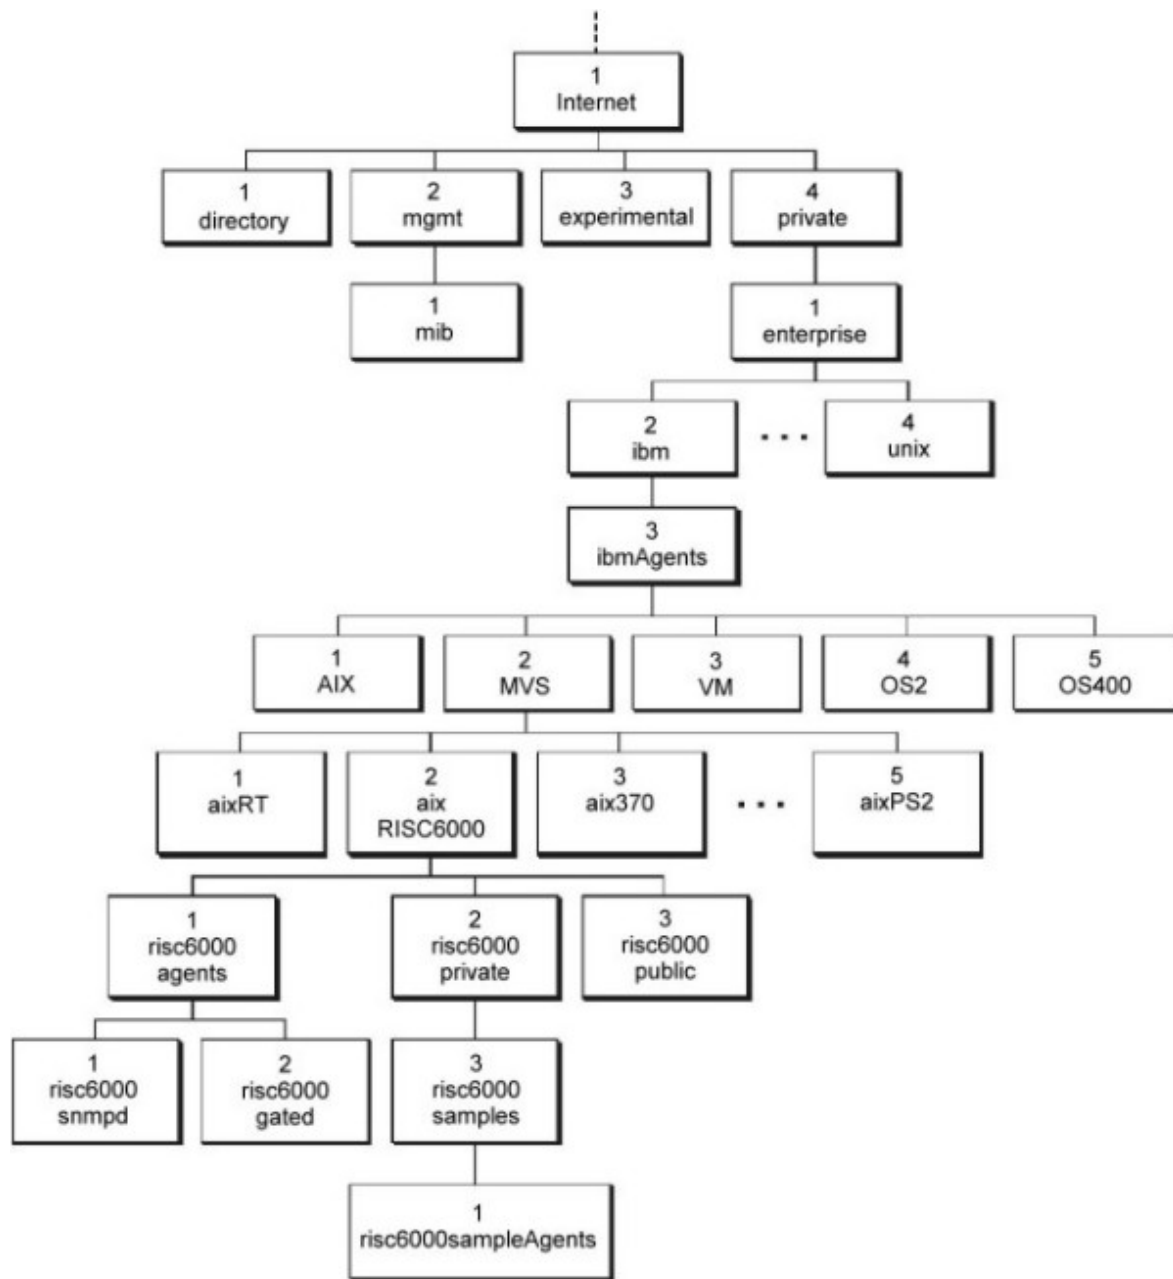 1
Internet
1
directory
2
mgmt
3
experimental
4
private
1
mib
1
enterprise
2
ibm
4
unix
3
ibmAgents
1
AIX
2
MVS
3
VM
4
OS2
5
OS400
1
aixRT
2
aix
RISC6000
3
aix370
5
aixPS2
1
risc6000
agents
2
risc6000
private
3
risc6000
public
1
risc6000
snmpd
2
risc6000
gated
3
risc6000
samples
1
risc6000sampleAgents